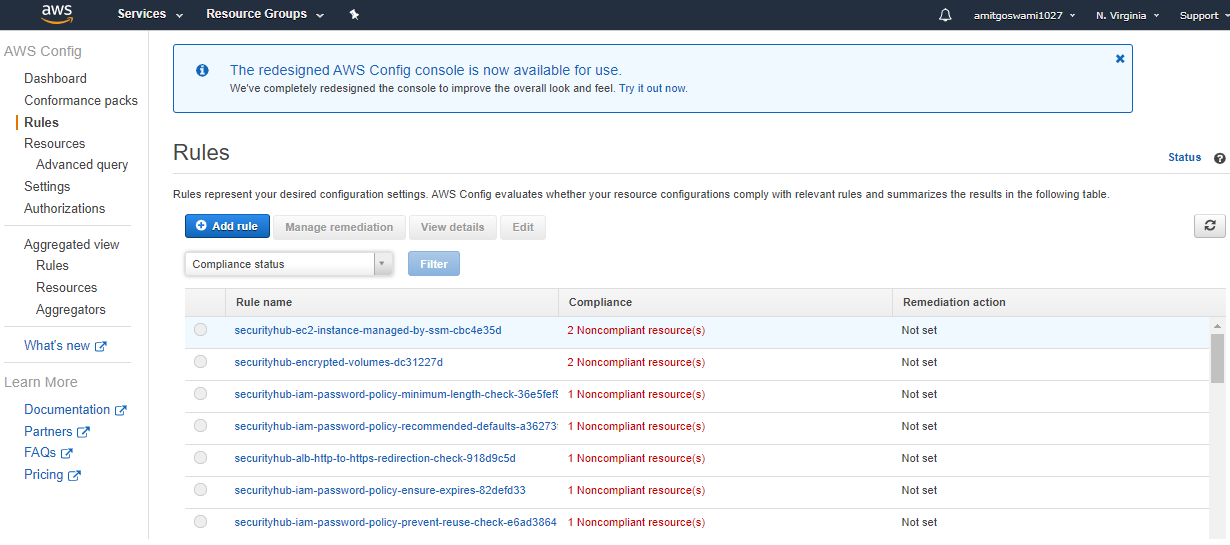 aws
Services
Resource Groups
amitgoswami1027
N. Virginia
Support
AWS Config
Dashboard
Conformance packs
Rules
Resources
Advanced query
Settings
Authorizations
Aggregated view
Rules
Resources
Aggregators
What's new
Learn More
Documentation
Partners
FAQs
Pricing
The redesigned AWS Config console is now available for use.
We've completely redesigned the console to improve the overall look and feel. Try it out now.
Rules
Status
Rules represent your desired configuration settings. AWS Config evaluates whether your resource configurations comply with relevant rules and summarizes the results in the following table.
Add rule
Manage remediation
View details
Edit
Compliance status
Filter
Rule name Compliance Remediation action
securityhub-ec2-instance-managed-by-ssm-cbc4e35d 2 Noncompliant resource(s) Not set
securityhub-encrypted-volumes-dc31227d 2 Noncompliant resource(s) Not set
securityhub-iam-password-policy-minimum-length-check-36e5fef9 1 Noncompliant resource(s) Not set
securityhub-iam-password-policy-recommended-defaults-a36273 1 Noncompliant resource(s) Not set
securityhub-alb-http-to-https-redirection-check-918d9c5d 1 Noncompliant resource(s) Not set
securityhub-iam-password-policy-ensure-expires-82defd33 1 Noncompliant resource(s) Not set
securityhub-iam-password-policy-prevent-reuse-check-e6ad3864 1 Noncompliant resource(s) Not set